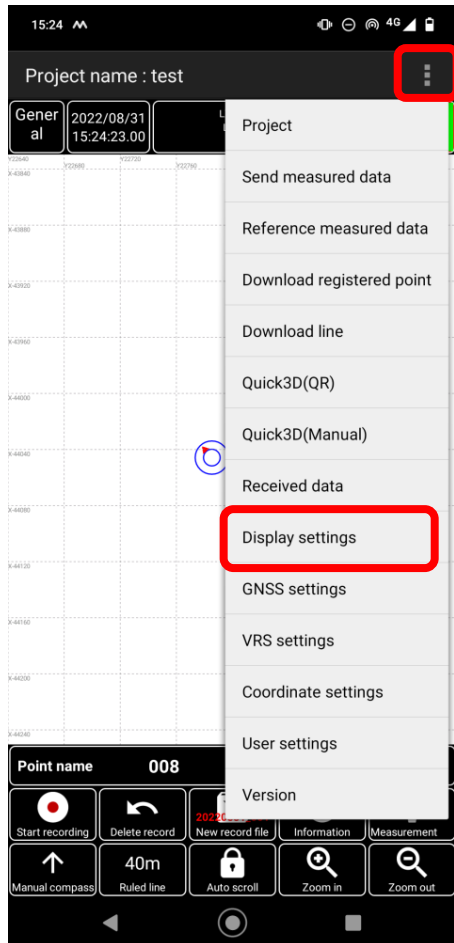 15:24
4G
Project name : test
Gener
al
2022/08/31
15:24:23.00
L
Project
Send measured data
Reference measured data
Download registered point
Download line
Quick3D(QR)
Quick3D(Manual)
Received data
Display settings
GNSS settings
VRS settings
Coordinate settings
User settings
Version
Y22640
Y22680
Y22720
Y22760
X-43840
X-43880
X-43920
X-43960
X-44000
X-44040
X-44080
X-44120
X-44160
X-44200
X-44240
Point name 008
Start recording
Delete record
New record file
Information
Measurement
Manual compass
40m
Ruled line
Auto scroll
Zoom in
Zoom out